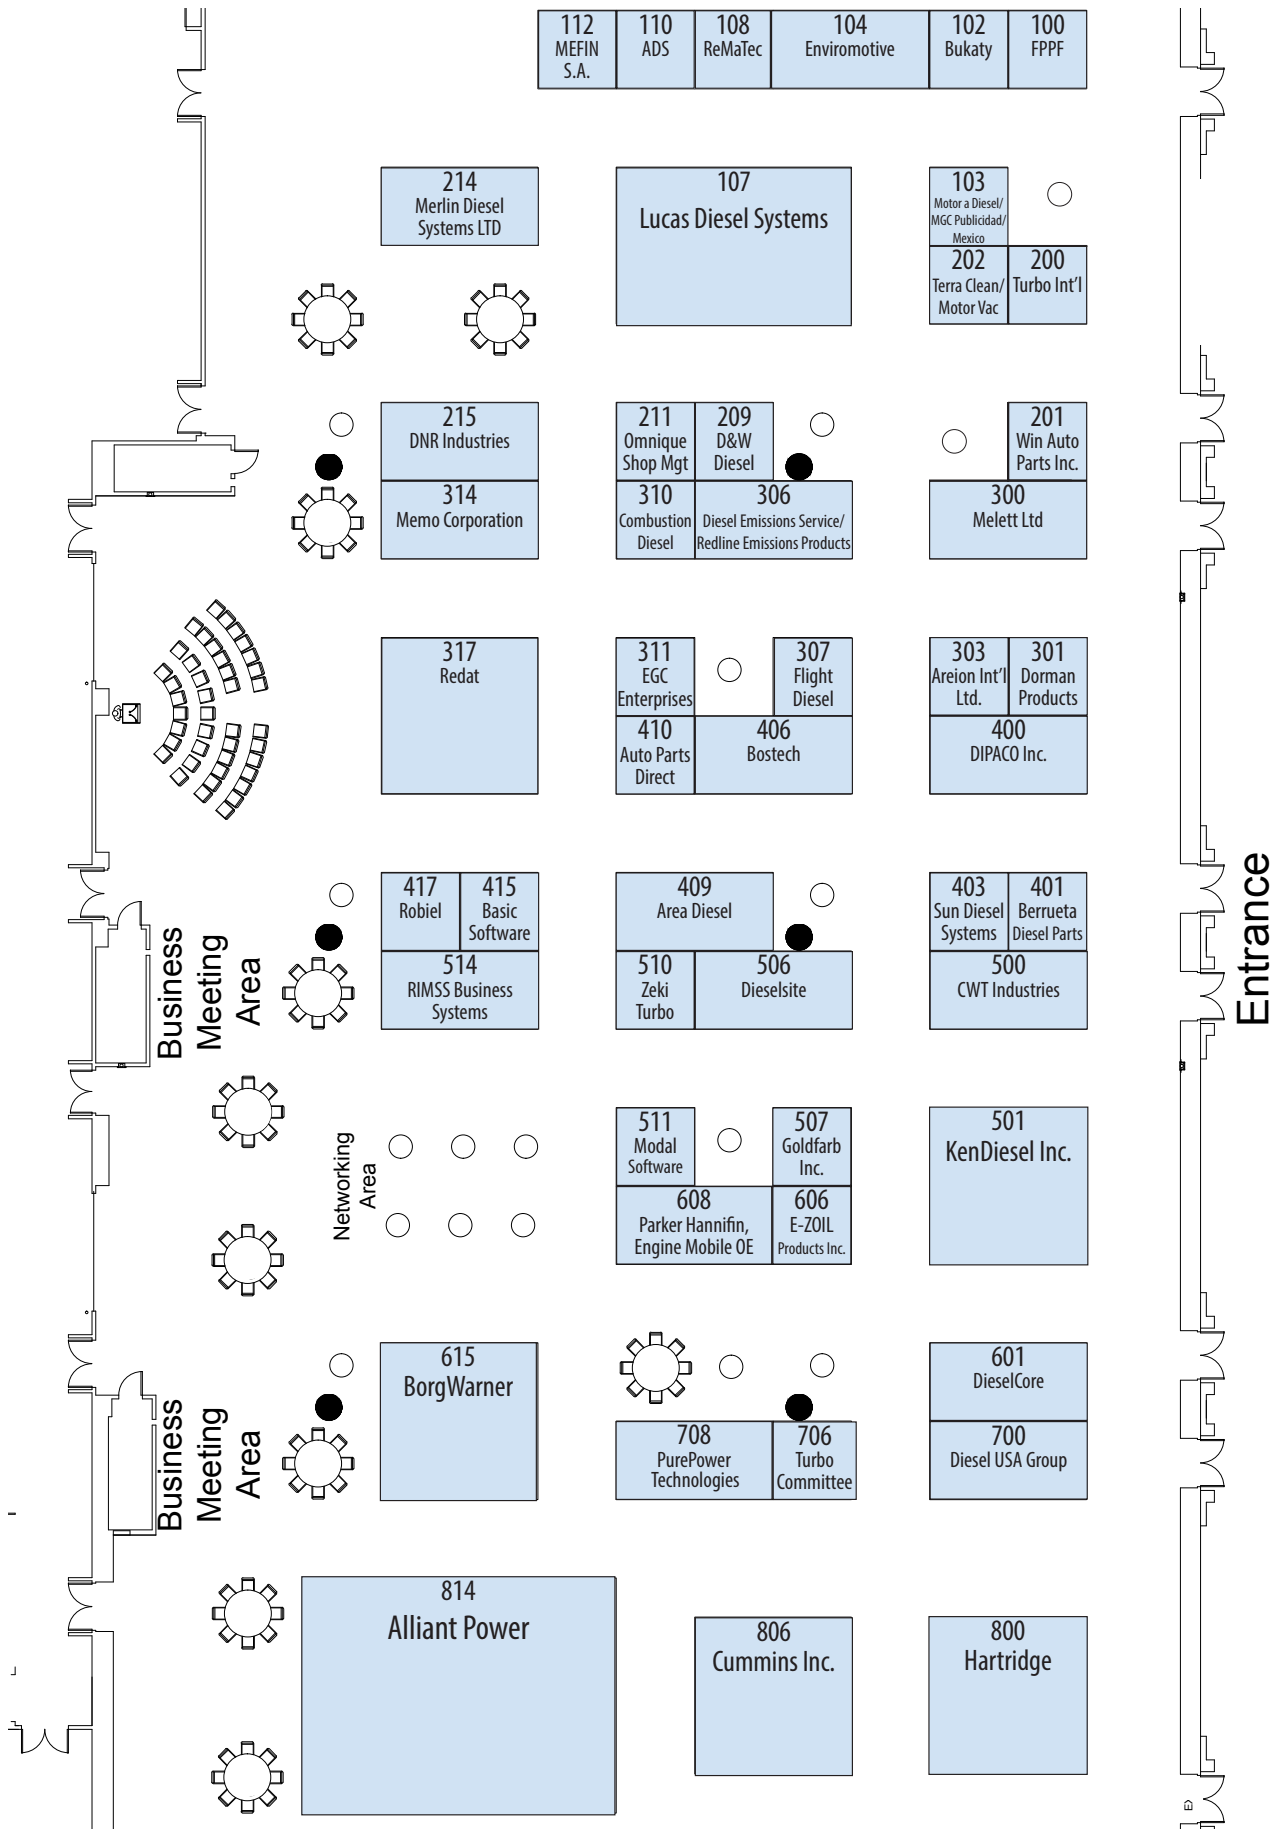 112
MEFIN
S.A.
110
ADS
108
ReMaTec
104
Enviromotive
102
Bukaty
100
FPPF
214
Merlin Diesel
Systems LTD
107
Lucas Diesel Systems
103
Motor a Diesel/
MGC Publicidad/
Mexico
202
Terra Clean/
Motor Vac
200
Turbo Int'l
215
DNR Industries
211
Omnique
Shop Mgt
209
D&W
Diesel
201
Win Auto
Parts Inc.
314
Memo Corporation
310
Combustion
Diesel
306
Diesel Emissions Service/
Redline Emissions Products
300
Melett Ltd
317
Redat
311
EGC
Enterprises
307
Flight
Diesel
303
Areion Int'l
Ltd.
301
Dorman
Products
410
Auto Parts
Direct
406
Bostech
400
DIPACO Inc.
417
Robiel
415
Basic
Software
409
Area Diesel
403
Sun Diesel
Systems
401
Berrueta
Diesel Parts
Entrance
Business
Meeting
Area
514
RIMSS Business
Systems
510
Zeki
Turbo
506
Dieselsite
500
CWT Industries
Networking
Area
511
Modal
Software
507
Goldfarb
Inc.
501
KenDiesel Inc.
608
Parker Hannifin,
Engine Mobile OE
606
E-ZOIL
Products Inc.
615
BorgWarner
601
DieselCore
Business
Meeting
Area
708
PurePower
Technologies
706
Turbo
Committee
700
Diesel USA Group
814
Alliant Power
806
Cummins Inc.
800
Hartridge